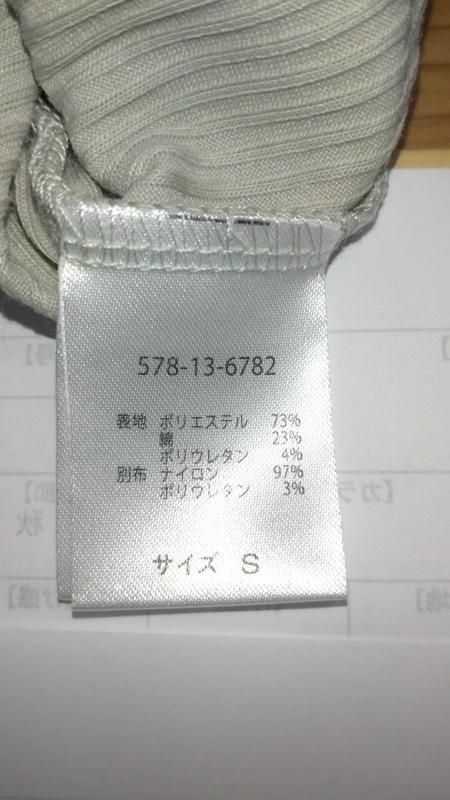 578-13-6782
表地 ポリエステル 73%
綿 23%
ポリウレタン 4%
別布 ナイロン 97%
ポリウレタン 3%
サイズ S